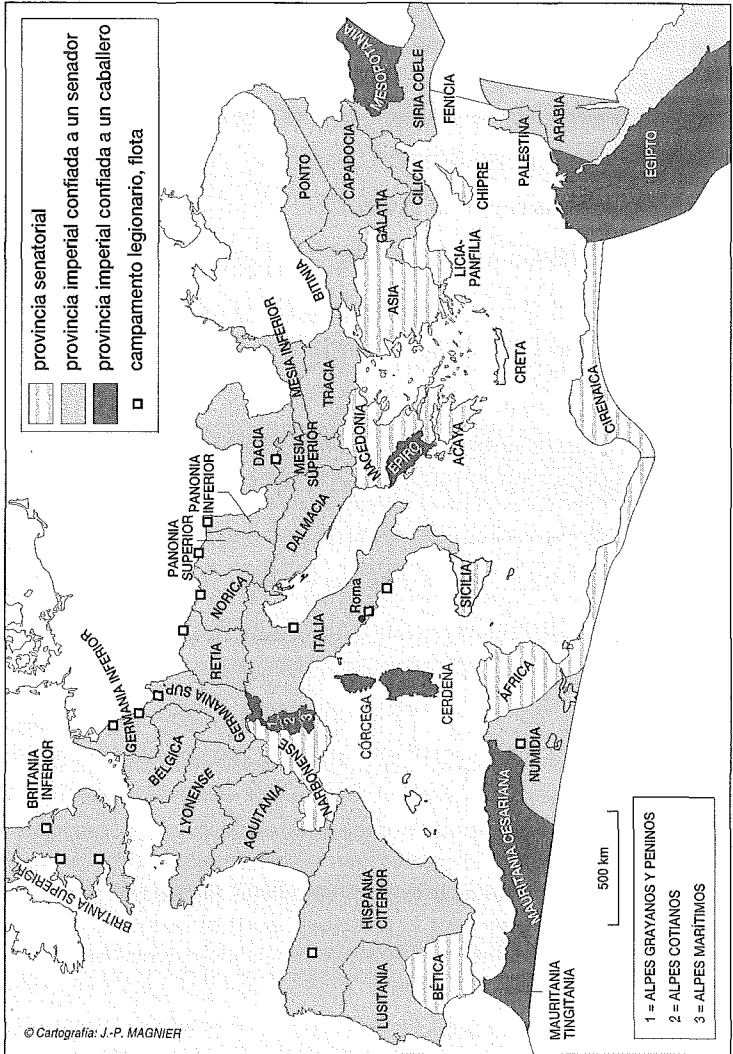 provincia senatorial
provincia imperial confiada a un senador
provincia imperial confiada a un caballero
campamento legionario, flota
BRITANIA
INFERIOR
BRITANIA SUPERIOR
GERMANIA INFERIOR
GERMANIA SUP.
BÉLGICA
LYONENSE
AQUITANIA
NARBONENSE
HISPANIA
CITERIOR
LUSITANIA
BÉTICA
RETIA
NORICA
PANONIA
SUPERIOR
PANONIA
INFERIOR
DACIA
MESIA
SUPERIOR
MESIA INFERIOR
DALMACIA
TRACIA
MACEDONIA
EPIRO
ACAYA
ITALIA
Roma
1
2
3
CÓRCEGA
CERDEÑA
SICILIA
CRETA
BITINIA
PONTO
ASIA
GALATIA
CAPADOCIA
CILICIA
LICIA-
PANFILIA
CHIPRE
MESOPOTAMIA
SIRIA COELE
FENICIA
PALESTINA
ARABIA
EGIPTO
CIRENAICA
ÁFRICA
NUMIDIA
MAURITANIA CESARIANA
MAURITANIA
TINGITANIA
500 km
1 = ALPES GRAYANOS Y PENINOS
2 = ALPES COTIANOS
3 = ALPES MARÍTIMOS
© Cartografía: J.-P. MAGNIER